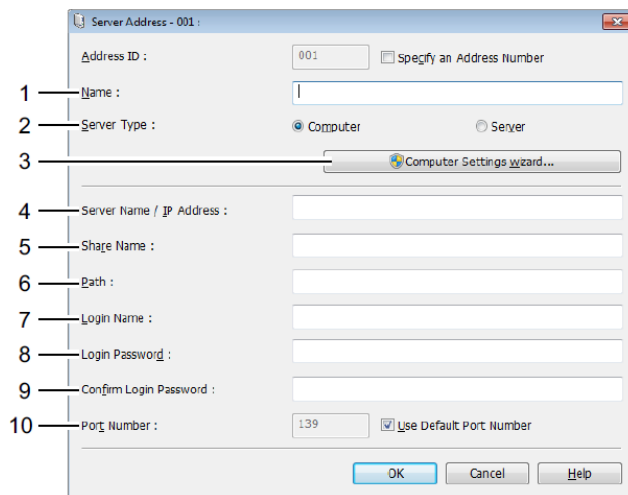 Server Address - 001 :
Address ID : 001 Specify an Address Number
1 Name :
2 Server Type : Computer Server
3 Computer Settings wizard...
4 Server Name / IP Address :
5 Share Name :
6 Path :
7 Login Name :
8 Login Password :
9 Confirm Login Password :
10 Port Number : 139 Use Default Port Number
OK Cancel Help